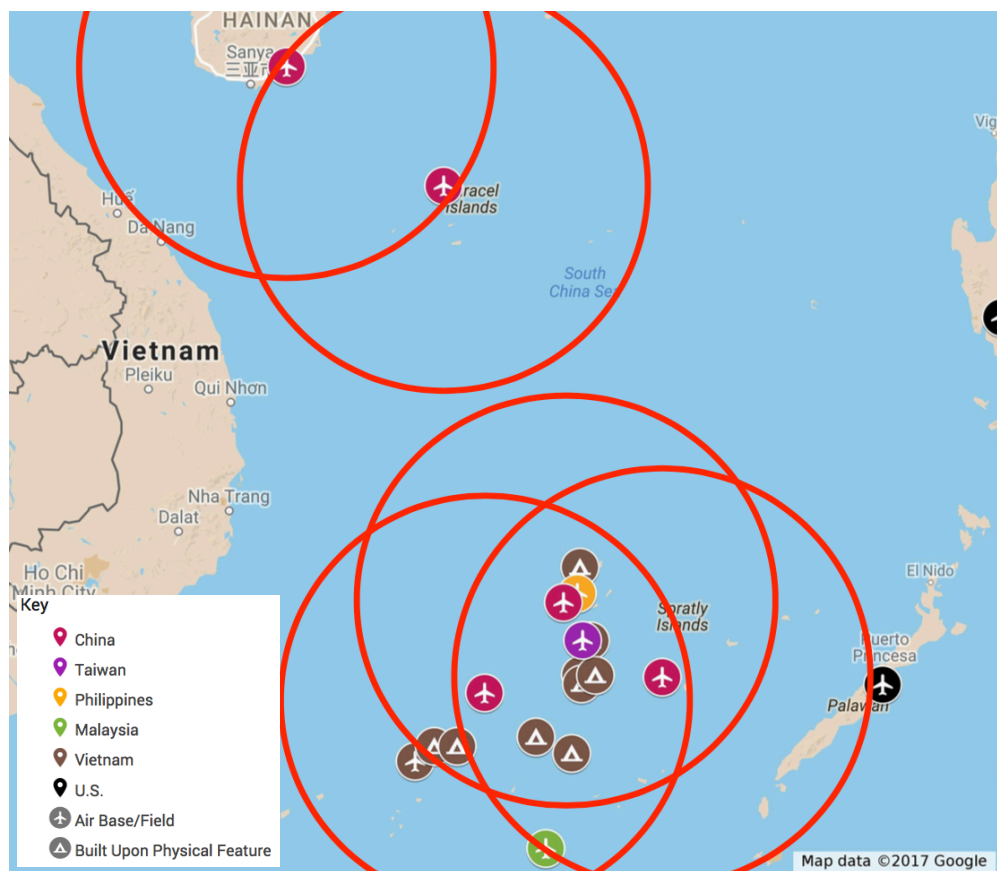 HAINAN
Sanya
三亚市
Paracel
Islands
Vig
Huế
Da Nang
South
China Sea
Vietnam
Pleiku
Qui Nhơn
Nha Trang
Dalat
Ho Chi
Minh City
El Nido
Spratly
Islands
Puerto
Princesa
Palawan
Key
China
Taiwan
Philippines
Malaysia
Vietnam
U.S.
Air Base/Field
Built Upon Physical Feature
Map data ©2017 Google